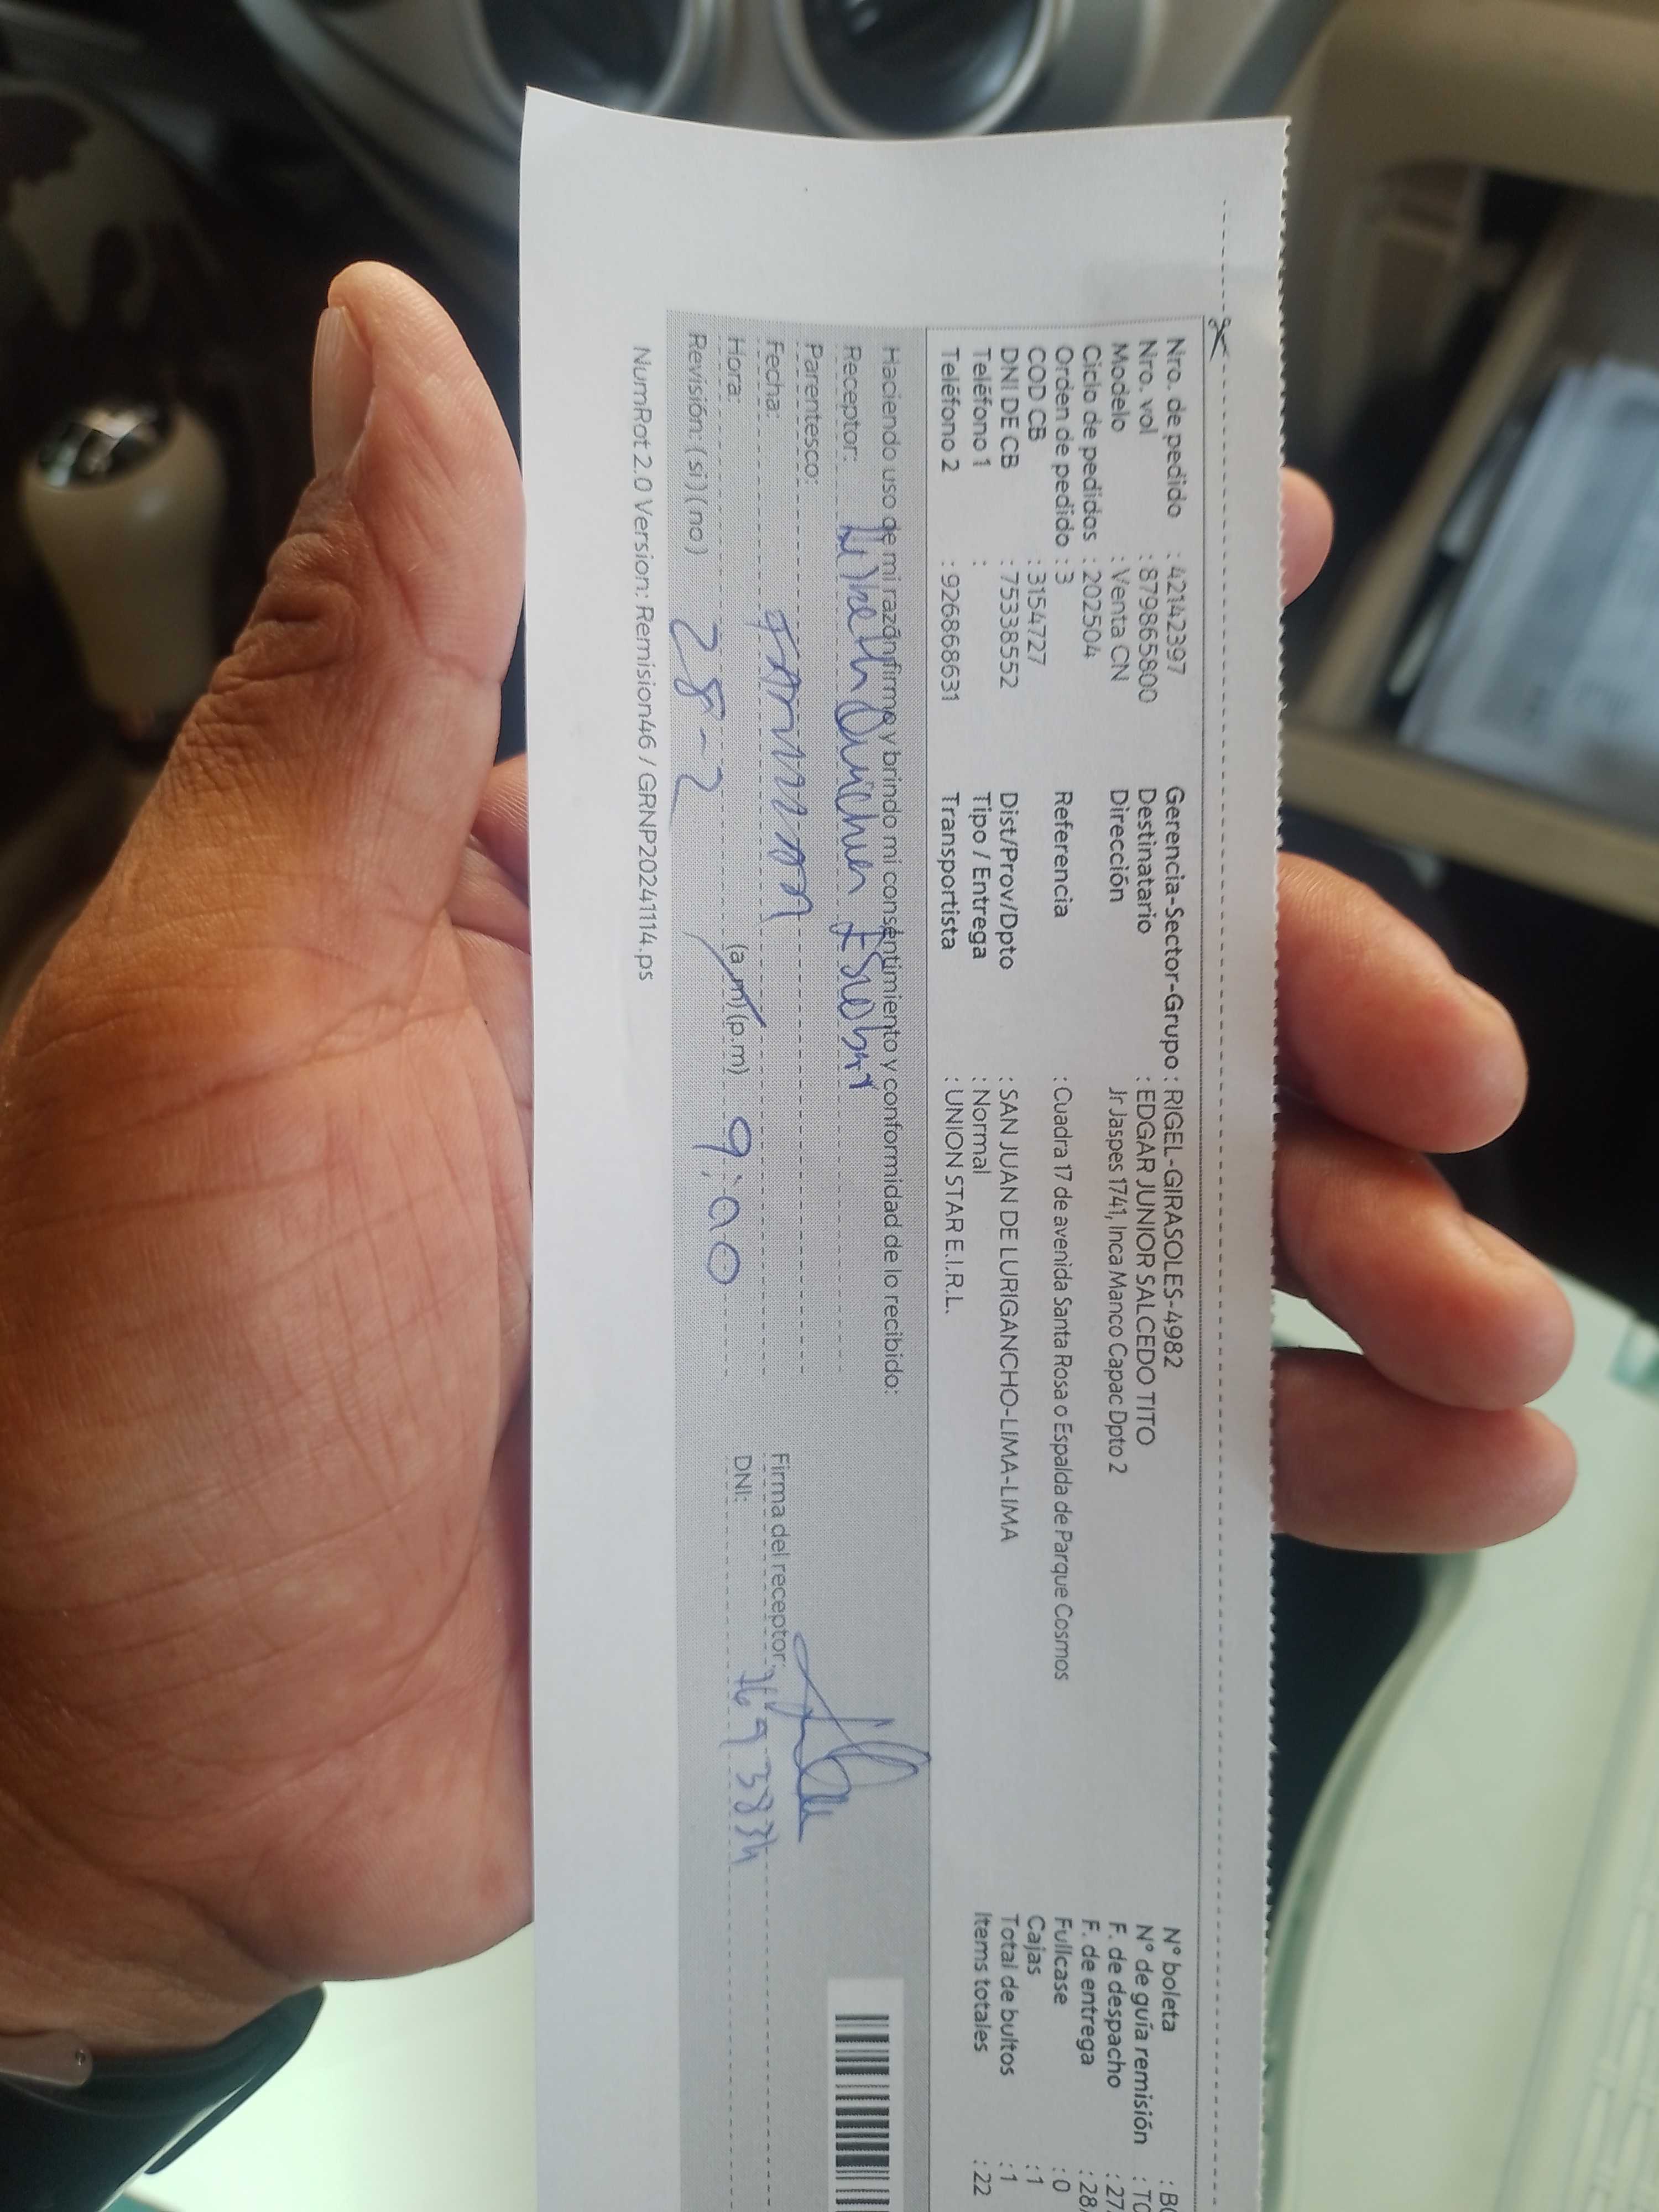 Nro. de pedido : 42142397 Gerencia-Sector-Grupo : RIGEL-GIRASOLES-4982 N° boleta : BO
Nro. vol : 879865800 Destinatario : EDGAR JUNIOR SALCEDO TITO N° de guía remisión : TO
Modelo : Venta CN Dirección Jr Jaspes 1741, Inca Manco Capac Dpto 2 F. de despacho : 27
Ciclo de pedidos : 202504 F. de entrega : 28/
Orden de pedido : 3 Referencia : Cuadra 17 de avenida Santa Rosa o Espalda de Parque Cosmos Fullcase : 0
COD CB : 3154727 Cajas : 1
DNI DE CB : 75338552 Dist/Prov/Dpto : SAN JUAN DE LURIGANCHO-LIMA-LIMA Total de bultos : 1
Teléfono 1 : Tipo / Entrega : Normal Items totales : 22
Teléfono 2 : 926868631 Transportista : UNION STAR E.I.R.L.
Haciendo uso de mi razón firmo y brindo mi consentimiento y conformidad de lo recibido:
Receptor:
Parentesco:
Fecha: Firma del receptor:
Hora: (a.m) (p.m) DNI:
Revisión: (si) (no) 28-2 9:00
NumRot 2.0 Version: Remision46 / GRNP20241114.ps